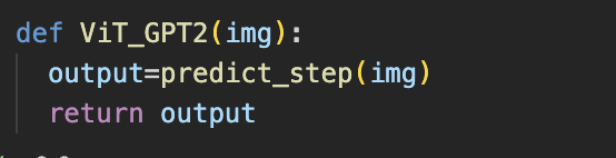 def ViT_GPT2(img):
  output=predict_step(img)
  return output